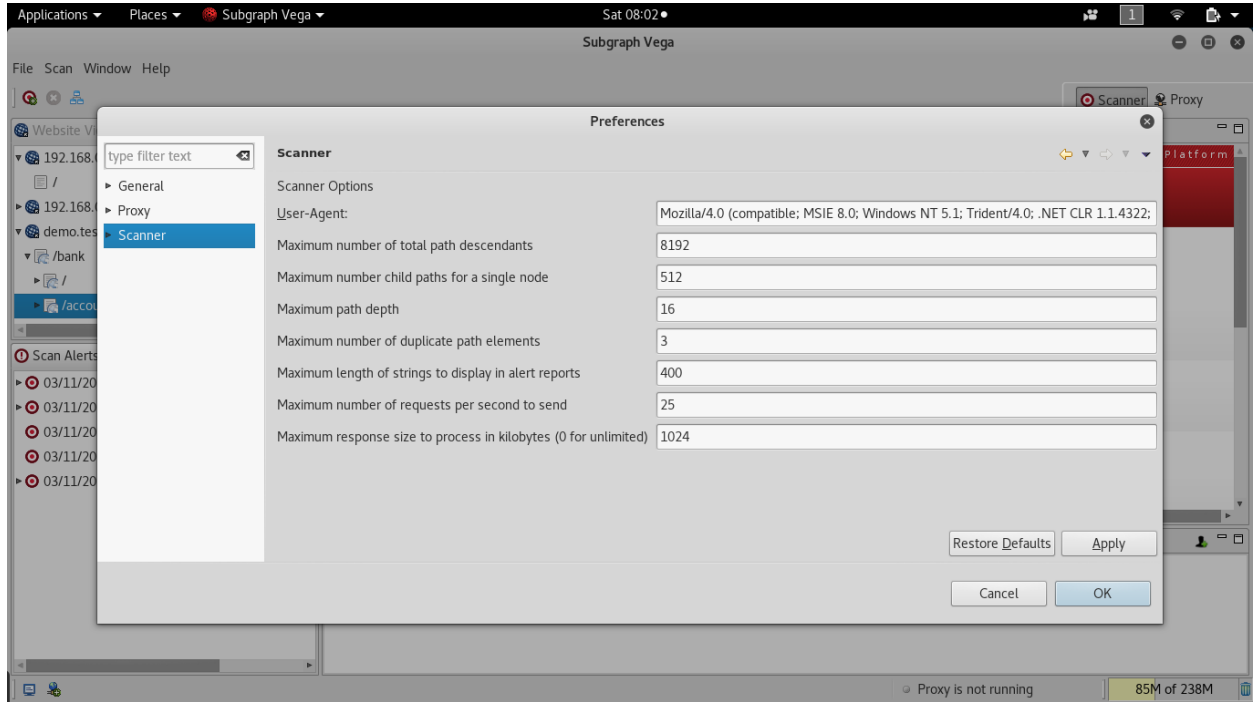 Applications Places Subgraph Vega Sat 08:02 1
Subgraph Vega
File Scan Window Help
Scanner Proxy
Website Vi
192.168.
/
192.168.
demo.tes
/bank
/
/accou
Scan Alerts
03/11/20
03/11/20
03/11/20
03/11/20
03/11/20
Platform
Preferences
type filter text
General
Proxy
Scanner
Scanner
Scanner Options
User-Agent: Mozilla/4.0 (compatible; MSIE 8.0; Windows NT 5.1; Trident/4.0; .NET CLR 1.1.4322;
Maximum number of total path descendants 8192
Maximum number child paths for a single node 512
Maximum path depth 16
Maximum number of duplicate path elements 3
Maximum length of strings to display in alert reports 400
Maximum number of requests per second to send 25
Maximum response size to process in kilobytes (0 for unlimited) 1024
Restore Defaults Apply
Cancel OK
Proxy is not running 85M of 238M